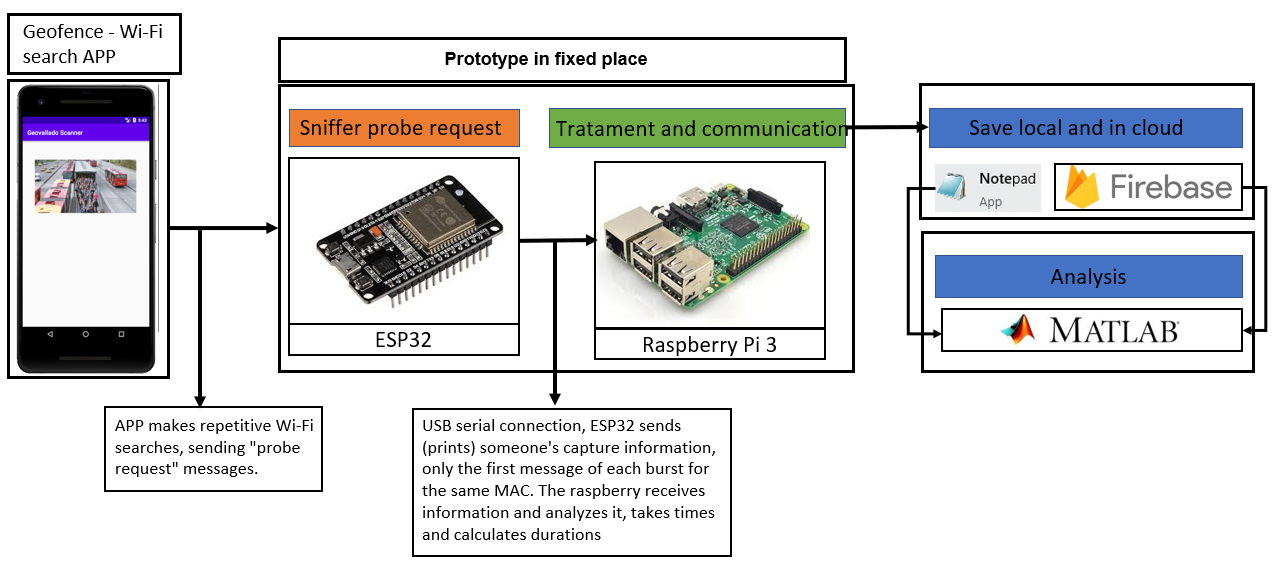 Geofence - Wi-Fi
search APP
Prototype in fixed place
Geovallado Scanner
Sniffer probe request
Tratament and communication
Save local and in cloud
Notepad
App
Firebase
ESP32
Raspberry Pi 3
Analysis
MATLAB
APP makes repetitive Wi-Fi
searches, sending "probe
request" messages.
USB serial connection, ESP32 sends
(prints) someone's capture information,
only the first message of each burst for
the same MAC. The raspberry receives
information and analyzes it, takes times
and calculates durations